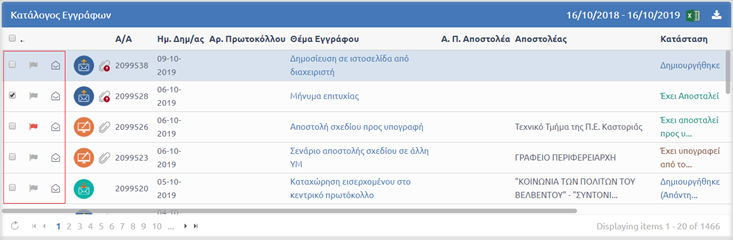 Κατάλογος Εγγράφων 16/10/2018 - 16/10/2019
.. Α/Α Ημ. Δημ/ας Αρ. Πρωτοκόλλου Θέμα Εγγράφου Α. Π. Αποστολέα Αποστολέας Κατάσταση
2099538 09-10-2019 Δημοσίευση σε ιστοσελίδα από διαχειριστή Δημιουργήθηκε
2099528 06-10-2019 Μήνυμα επιτυχίας Έχει Αποσταλεί
2099526 06-10-2019 Αποστολή σχεδίου προς υπογραφή Τεχνικό Τμήμα της Π.Ε. Καστοριάς Έχει αποσταλεί προς υ...
2099523 06-10-2019 Σενάριο αποστολής σχεδίου σε άλλη ΥΜ ΓΡΑΦΕΙΟ ΠΕΡΙΦΕΡΕΙΑΡΧΗ Έχει υπογραφεί από το...
2099520 05-10-2019 Καταχώρηση εισερχομένου στο κεντρικό πρωτόκολλο "ΚΟΙΝΩΝΙΑ ΤΩΝ ΠΟΛΙΤΩΝ ΤΟΥ ΒΕΛΒΕΝΤΟΥ" - "ΣΥΝΤΟΝΙ... Δημιουργήθηκε (Απάντη...
1 2 3 4 5 6 7 8 9 10 ... Displaying items 1 - 20 of 1466